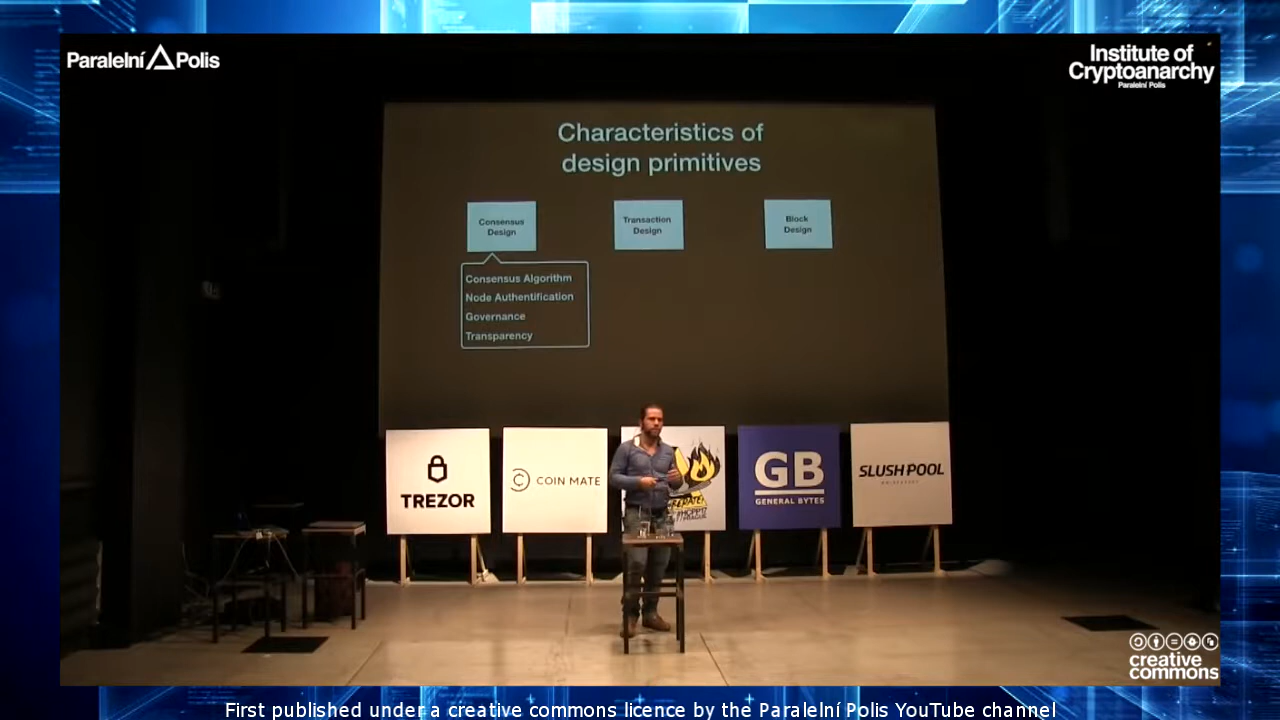 Paralelní Polis
Institute of
Cryptoanarchy
Paralelní Polis
Characteristics of
design primitives
Consensus
Design
Transaction
Design
Block
Design
Consensus Algorithm
Node Authentification
Governance
Transparency
TREZOR
COIN MATE
GB
GENERAL BYTES
SLUSH POOL
creative
commons
First published under a creative commons licence by the Paralelní Polis YouTube channel